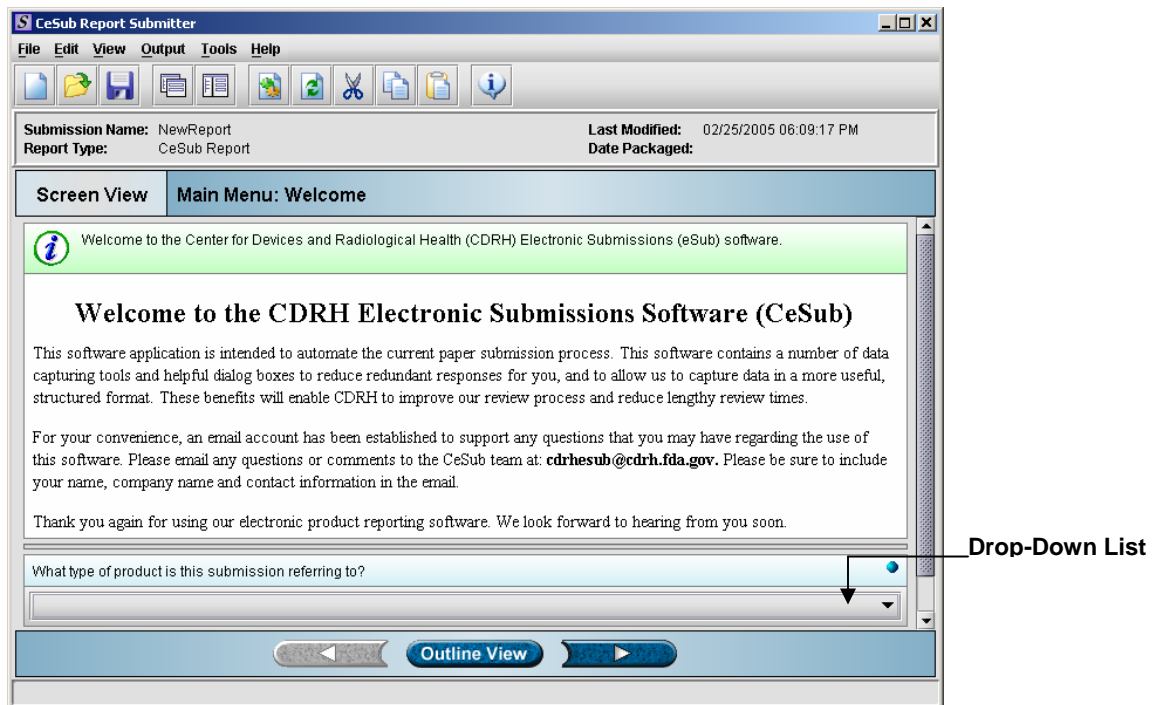 CeSub Report Submitter
File Edit View Output Tools Help
Submission Name: NewReport Last Modified: 02/25/2005 06:09:17 PM
Report Type: CeSub Report Date Packaged:
Screen View Main Menu: Welcome
Welcome to the Center for Devices and Radiological Health (CDRH) Electronic Submissions (eSub) software.
Welcome to the CDRH Electronic Submissions Software (CeSub)
This software application is intended to automate the current paper submission process. This software contains a number of data
capturing tools and helpful dialog boxes to reduce redundant responses for you, and to allow us to capture data in a more useful,
structured format. These benefits will enable CDRH to improve our review process and reduce lengthy review times.
For your convenience, an email account has been established to support any questions that you may have regarding the use of
this software. Please email any questions or comments to the CeSub team at: cdrhesub@cdrh.fda.gov. Please be sure to include
your name, company name and contact information in the email.
Thank you again for using our electronic product reporting software. We look forward to hearing from you soon.
Drop-Down List
What type of product is this submission referring to?
Outline View